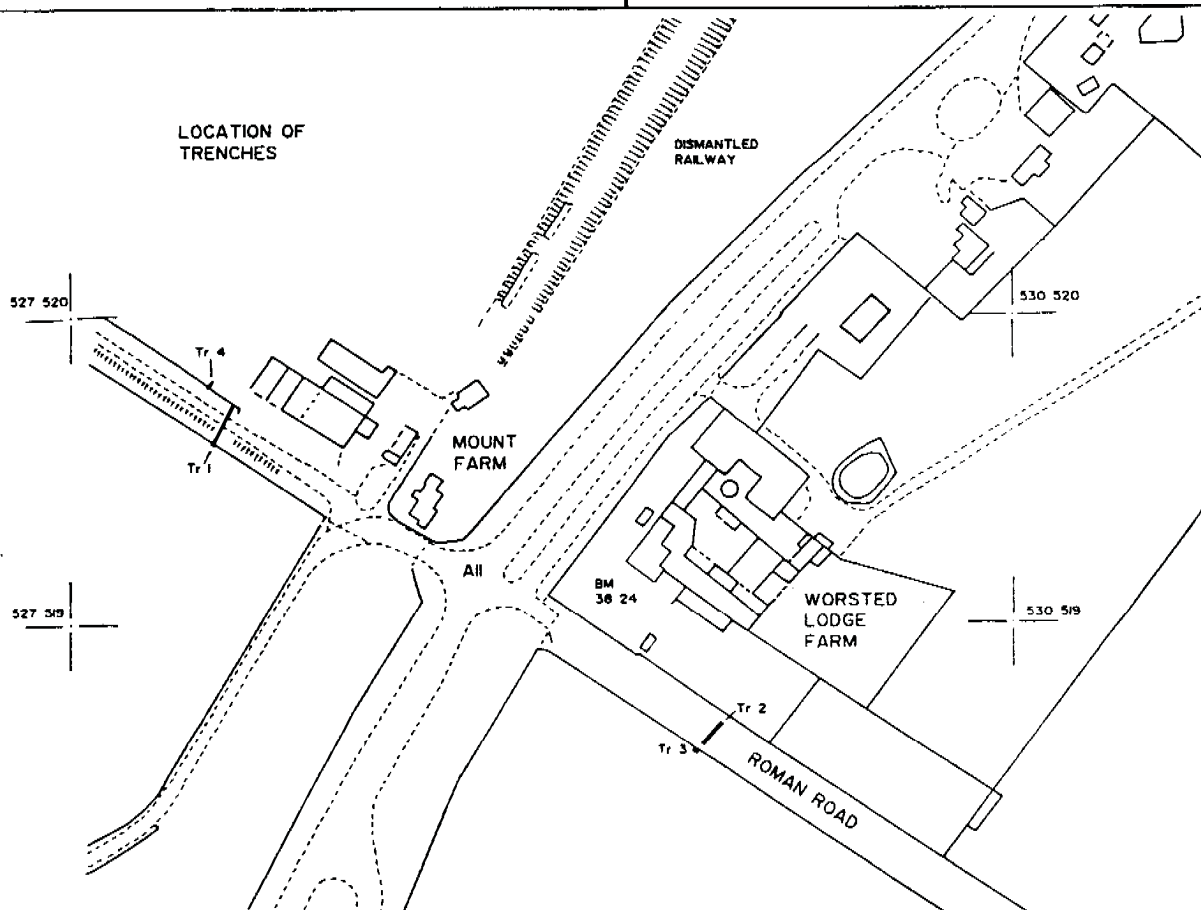 LOCATION OF
TRENCHES
DISMANTLED
RAILWAY
527 520
530 520
Tr. 4
Tr 1
MOUNT
FARM
A11
BM
38 24
527 519
WORSTED
LODGE
FARM
530 519
Tr 2
Tr 3
ROMAN ROAD